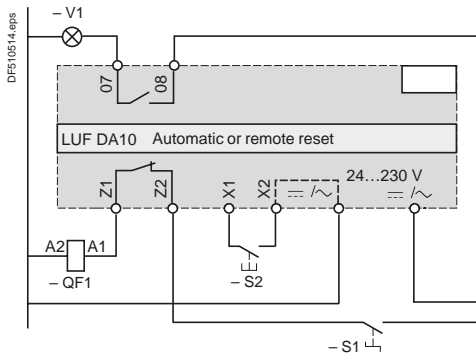 DF510514.eps
– V1
07
08
LUF DA10 Automatic or remote reset
24...230 V
Z1
Z2
X1
X2
A2
A1
– QF1
– S2
– S1